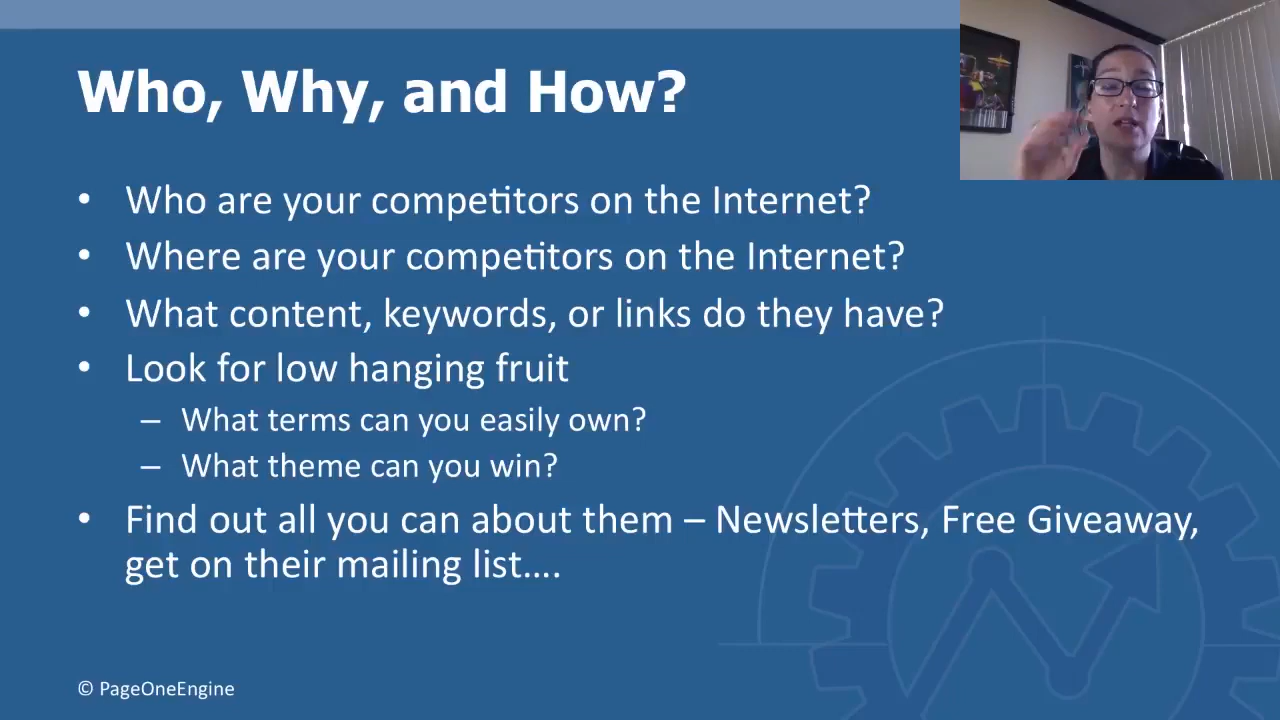 Who, Why, and How?
• Who are your competitors on the Internet?
• Where are your competitors on the Internet?
• What content, keywords, or links do they have?
• Look for low hanging fruit
– What terms can you easily own?
– What theme can you win?
• Find out all you can about them – Newsletters, Free Giveaway,
get on their mailing list....
© PageOneEngine